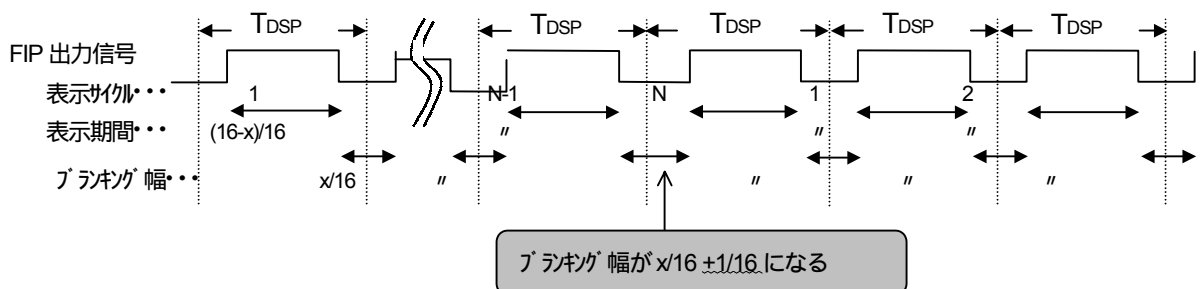 TDSP TDSP TDSP TDSP TDSP
FIP 出力信号
表示サイクル・・・ 1 N-1 N 1 2
表示期間・・・ (16-x)/16 〃 〃 〃
ブランキング幅・・・ x/16 〃 〃 〃 〃
ブランキング幅が x/16 +1/16 になる